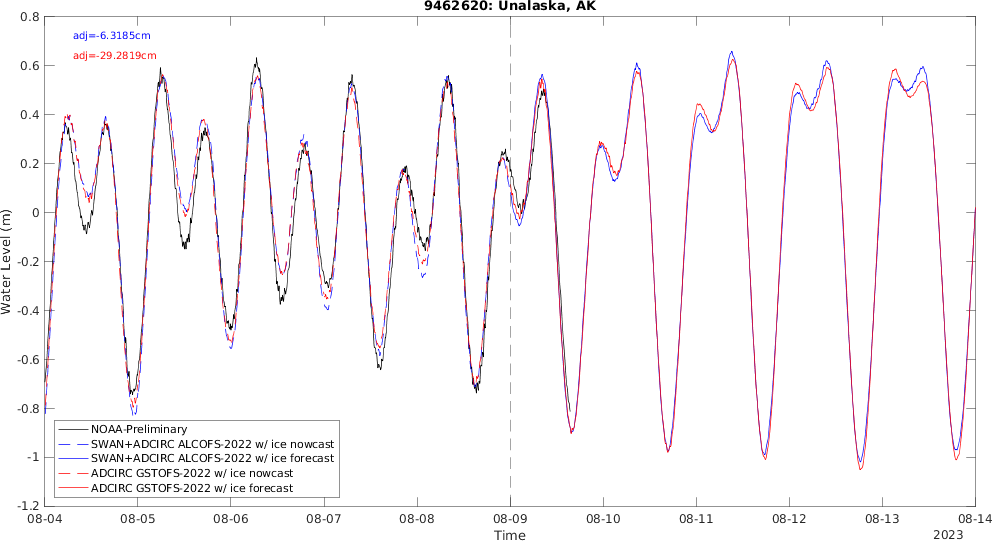 9462620: Unalaska, AK
adj=-6.3185cm
adj=-29.2819cm
0.8
0.6
0.4
0.2
0
-0.2
-0.4
-0.6
-0.8
-1
-1.2
Water Level (m)
NOAA-Preliminary
SWAN+ADCIRC ALCOFS-2022 w/ ice nowcast
SWAN+ADCIRC ALCOFS-2022 w/ ice forecast
ADCIRC GSTOFS-2022 w/ ice nowcast
ADCIRC GSTOFS-2022 w/ ice forecast
08-04 08-05 08-06 08-07 08-08 08-09 08-10 08-11 08-12 08-13 08-14
Time
2023